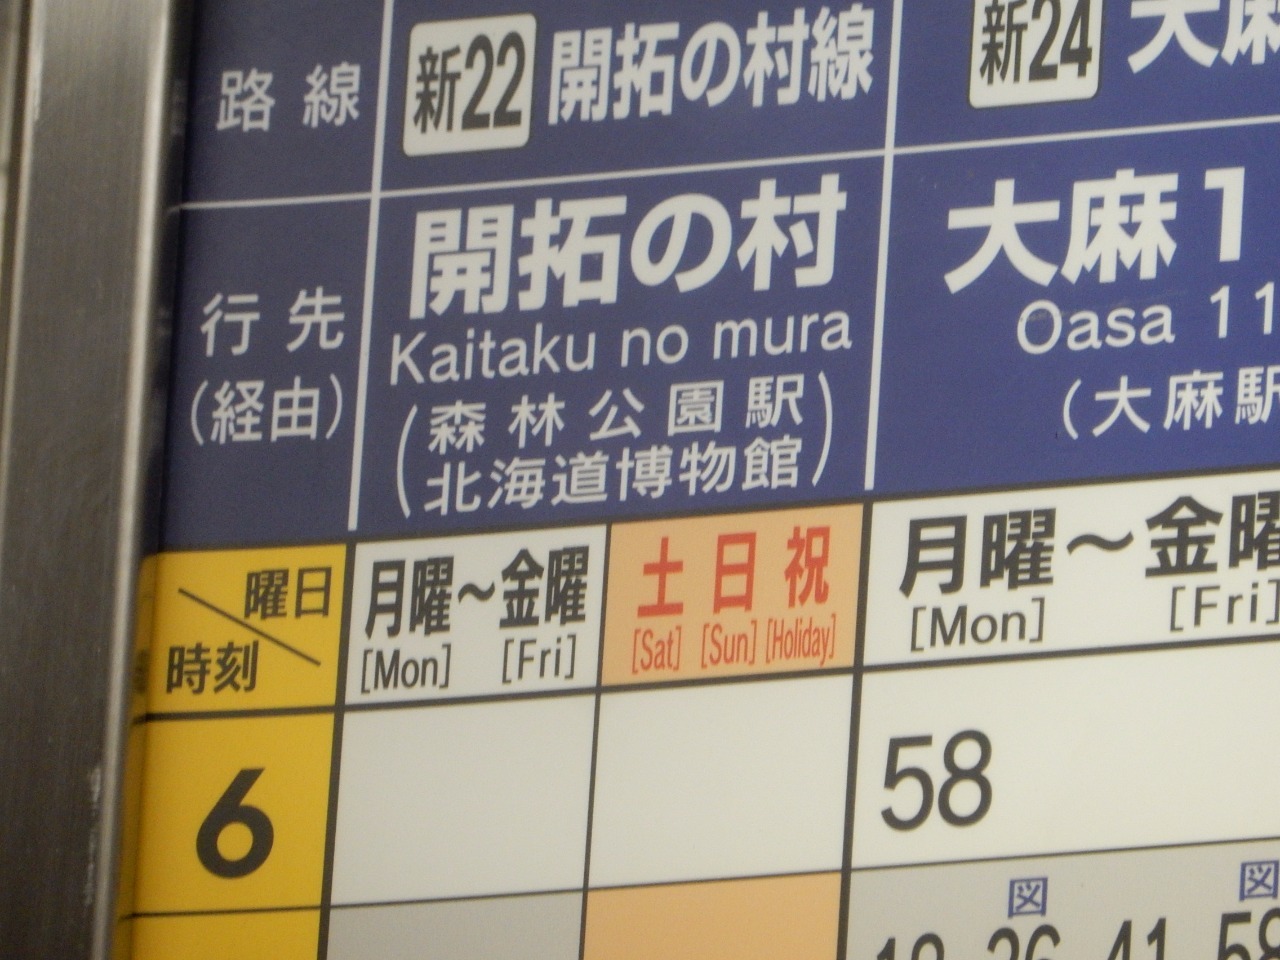 路線 新22 開拓の村線 新24 大麻
行先 (経由) 開拓の村 大麻1
Kaitaku no mura Oasa 11
(森林公園駅 (大麻駅
北海道博物館)
曜日 月曜～金曜 土 日 祝 月曜～金曜
時刻 [Mon] [Fri] [Sat] [Sun] [Holiday] [Mon] [Fri]
6 58
図 図
41